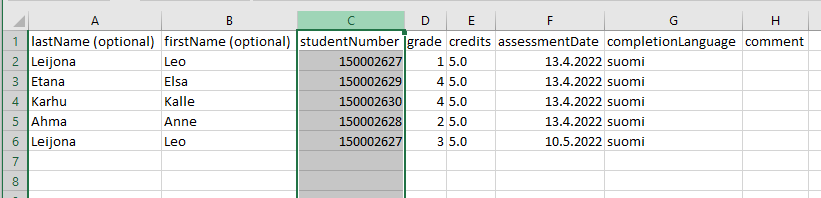 A B C D E F G H
1 lastName (optional) firstName (optional) studentNumber grade credits assessmentDate completionLanguage comment
2 Leijona Leo 150002627 1 5.0 13.4.2022 suomi
3 Etana Elsa 150002629 4 5.0 13.4.2022 suomi
4 Karhu Kalle 150002630 4 5.0 13.4.2022 suomi
5 Ahma Anne 150002628 2 5.0 13.4.2022 suomi
6 Leijona Leo 150002627 3 5.0 10.5.2022 suomi
7
8